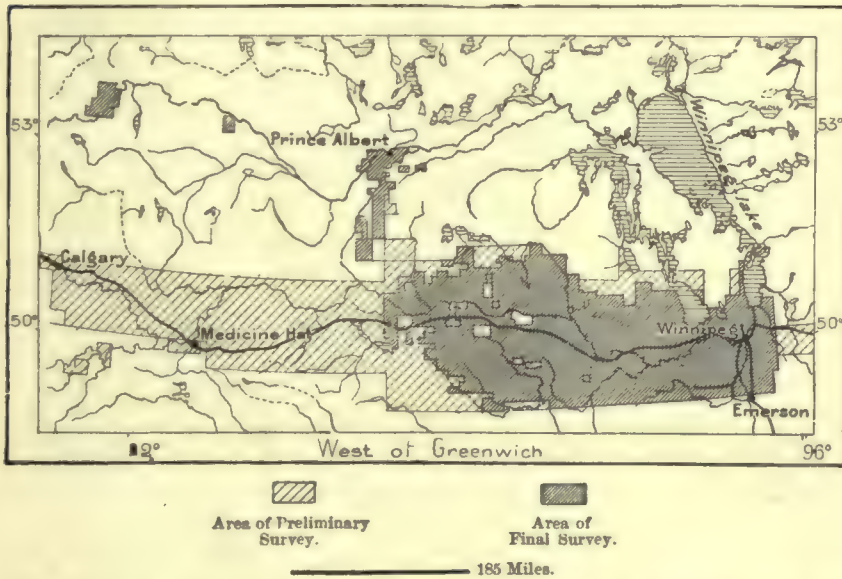 53°
53°
Prince Albert
Winnipeg Lake
Calgary
50°
50°
Medicine Hat
Winnipeg
Emerson
West of Greenwich
96°
Area of Preliminary
Survey.
Area of
Final Survey.
185 Miles.